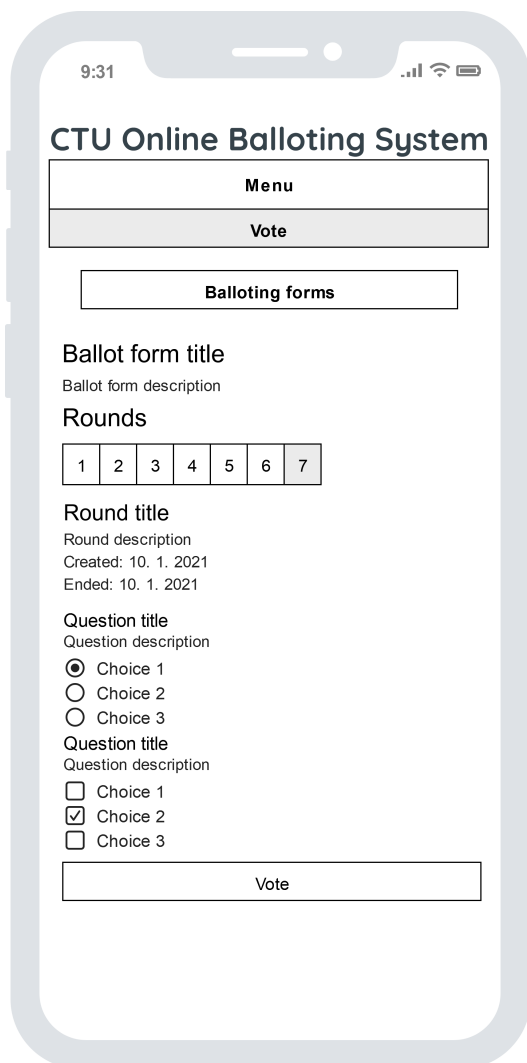 9:31
CTU Online Balloting System
Menu
Vote
Balloting forms
Ballot form title
Ballot form description
Rounds
1 2 3 4 5 6 7
Round title
Round description
Created: 10. 1. 2021
Ended: 10. 1. 2021
Question title
Question description
Choice 1
Choice 2
Choice 3
Question title
Question description
Choice 1
Choice 2
Choice 3
Vote